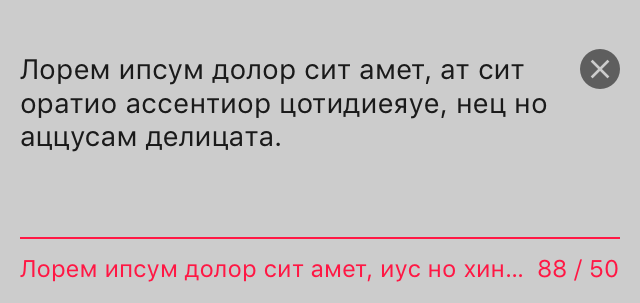 Лорем ипсум долор сит амет, ат сит
оратио ассентиор цотидиеяуе, нец но
аццусам делицата.
Лорем ипсум долор сит амет, иус но хин... 88 / 50